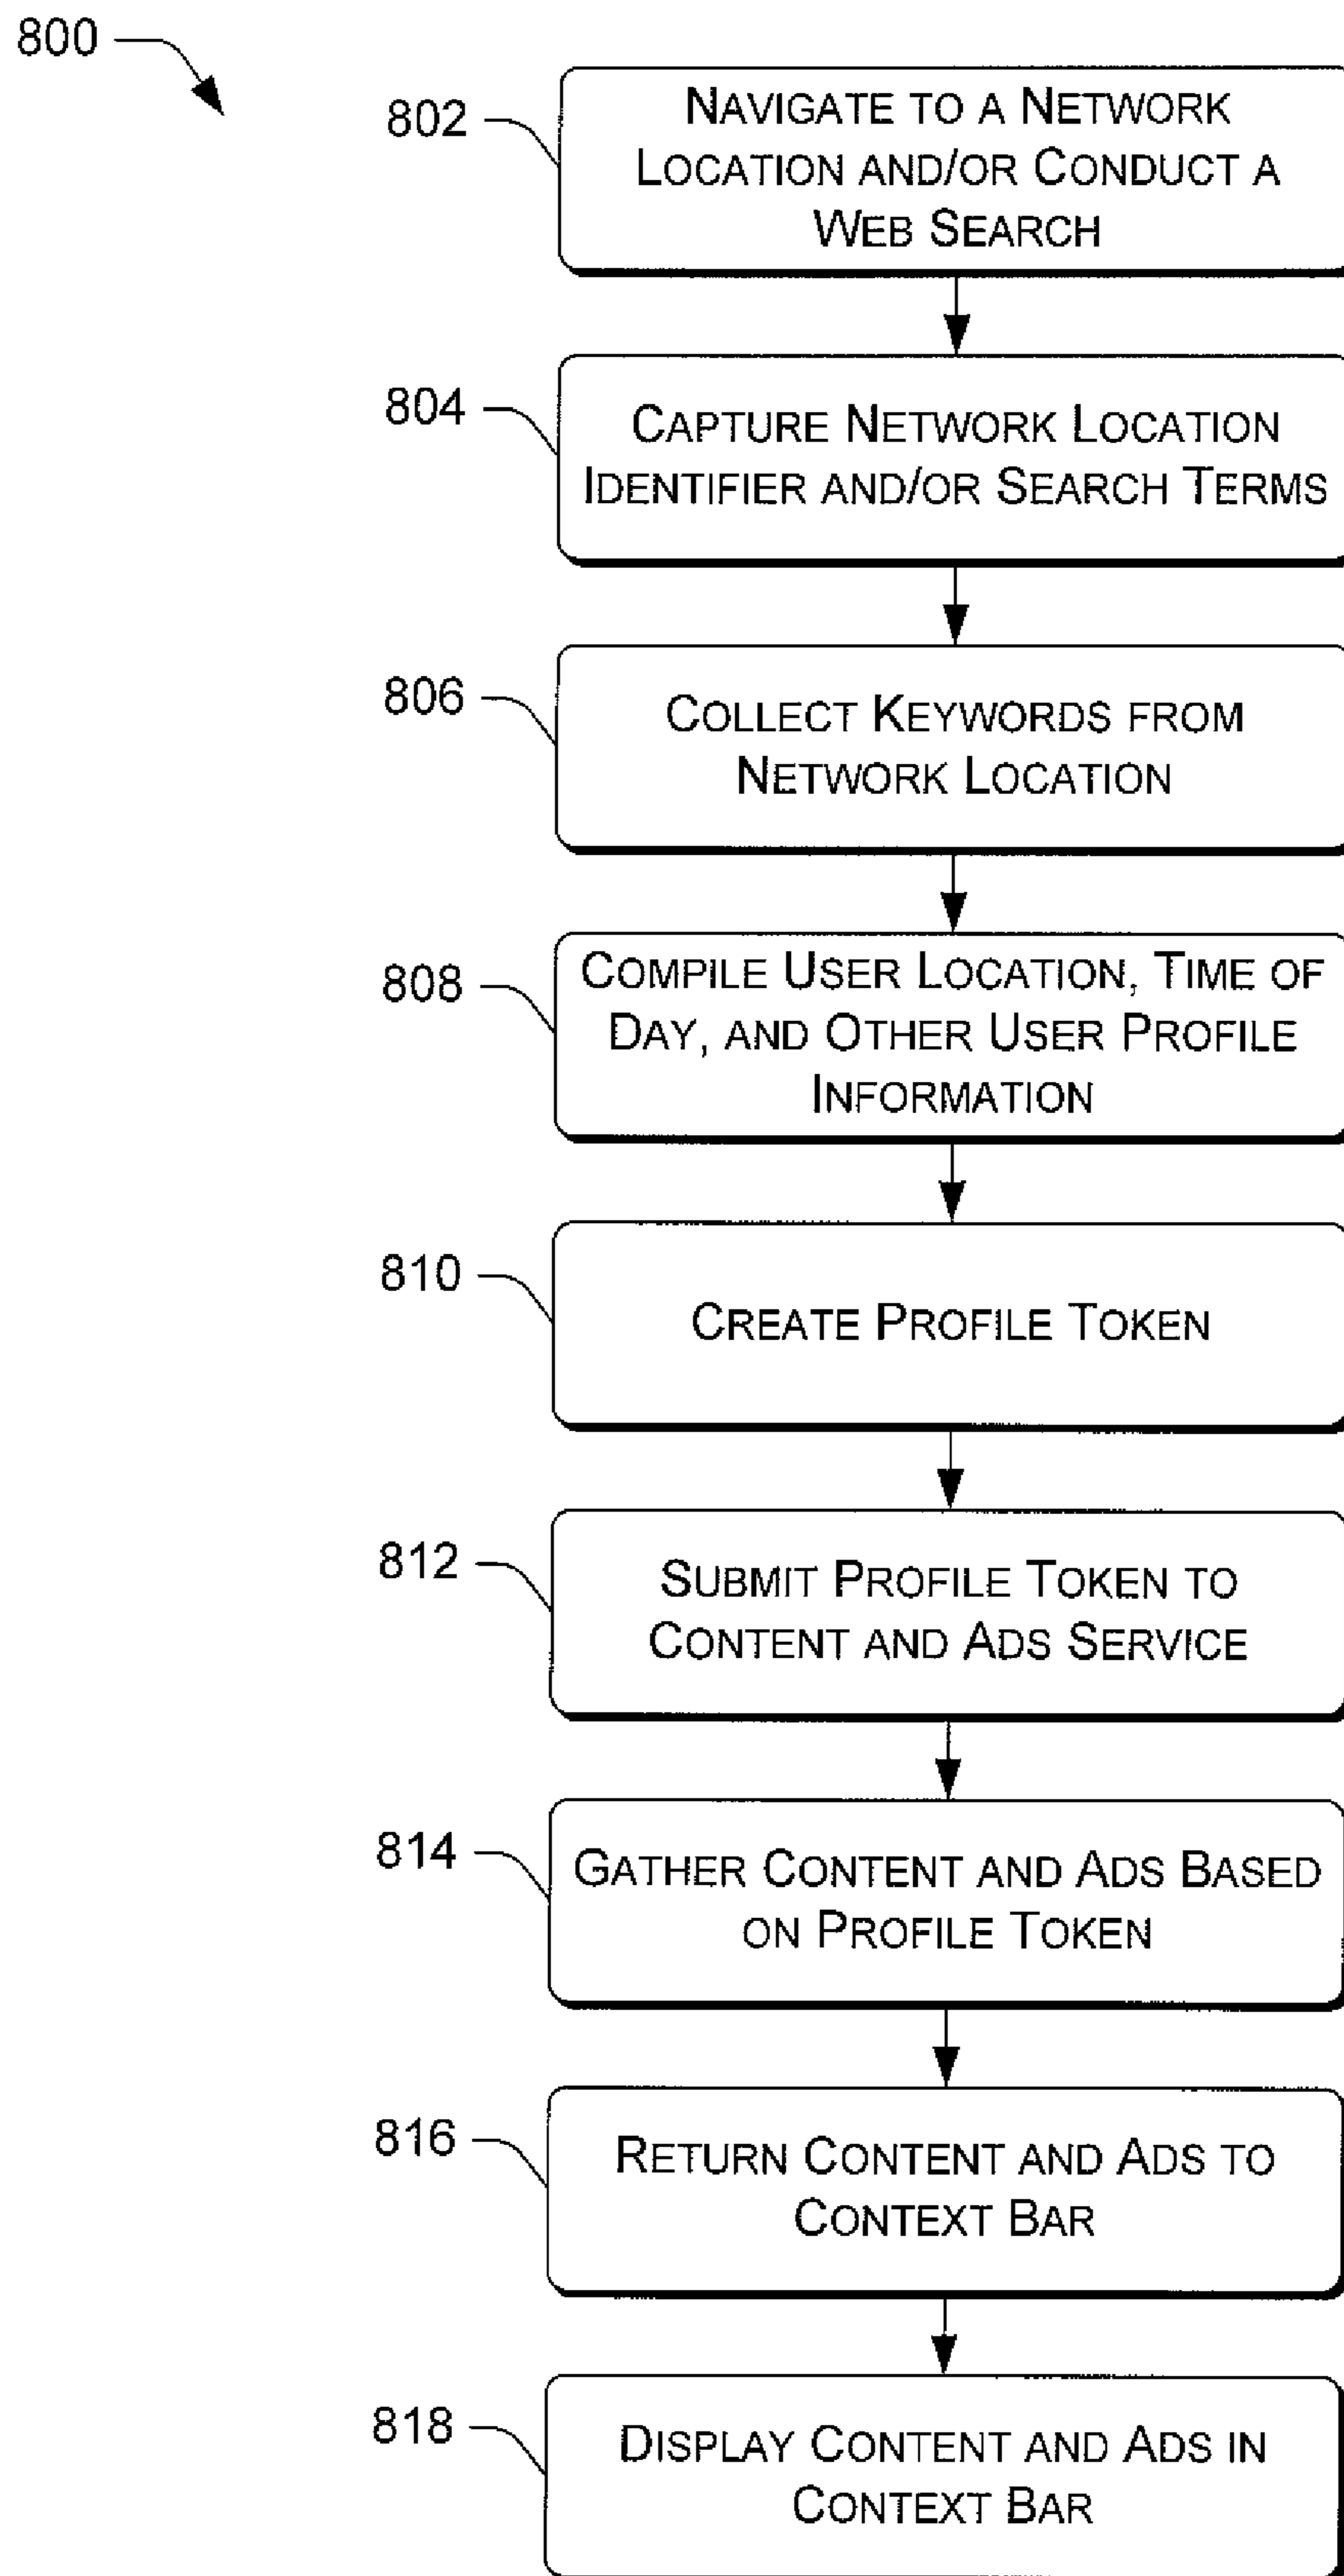 800
802
NAVIGATE TO A NETWORK
LOCATION AND/OR CONDUCT A
WEB SEARCH
804
CAPTURE NETWORK LOCATION
IDENTIFIER AND/OR SEARCH TERMS
806
COLLECT KEYWORDS FROM
NETWORK LOCATION
808
COMPILE USER LOCATION, TIME OF
DAY, AND OTHER USER PROFILE
INFORMATION
810
CREATE PROFILE TOKEN
812
SUBMIT PROFILE TOKEN TO
CONTENT AND ADS SERVICE
814
GATHER CONTENT AND ADS BASED
ON PROFILE TOKEN
816
RETURN CONTENT AND ADS TO
CONTEXT BAR
818
DISPLAY CONTENT AND ADS IN
CONTEXT BAR